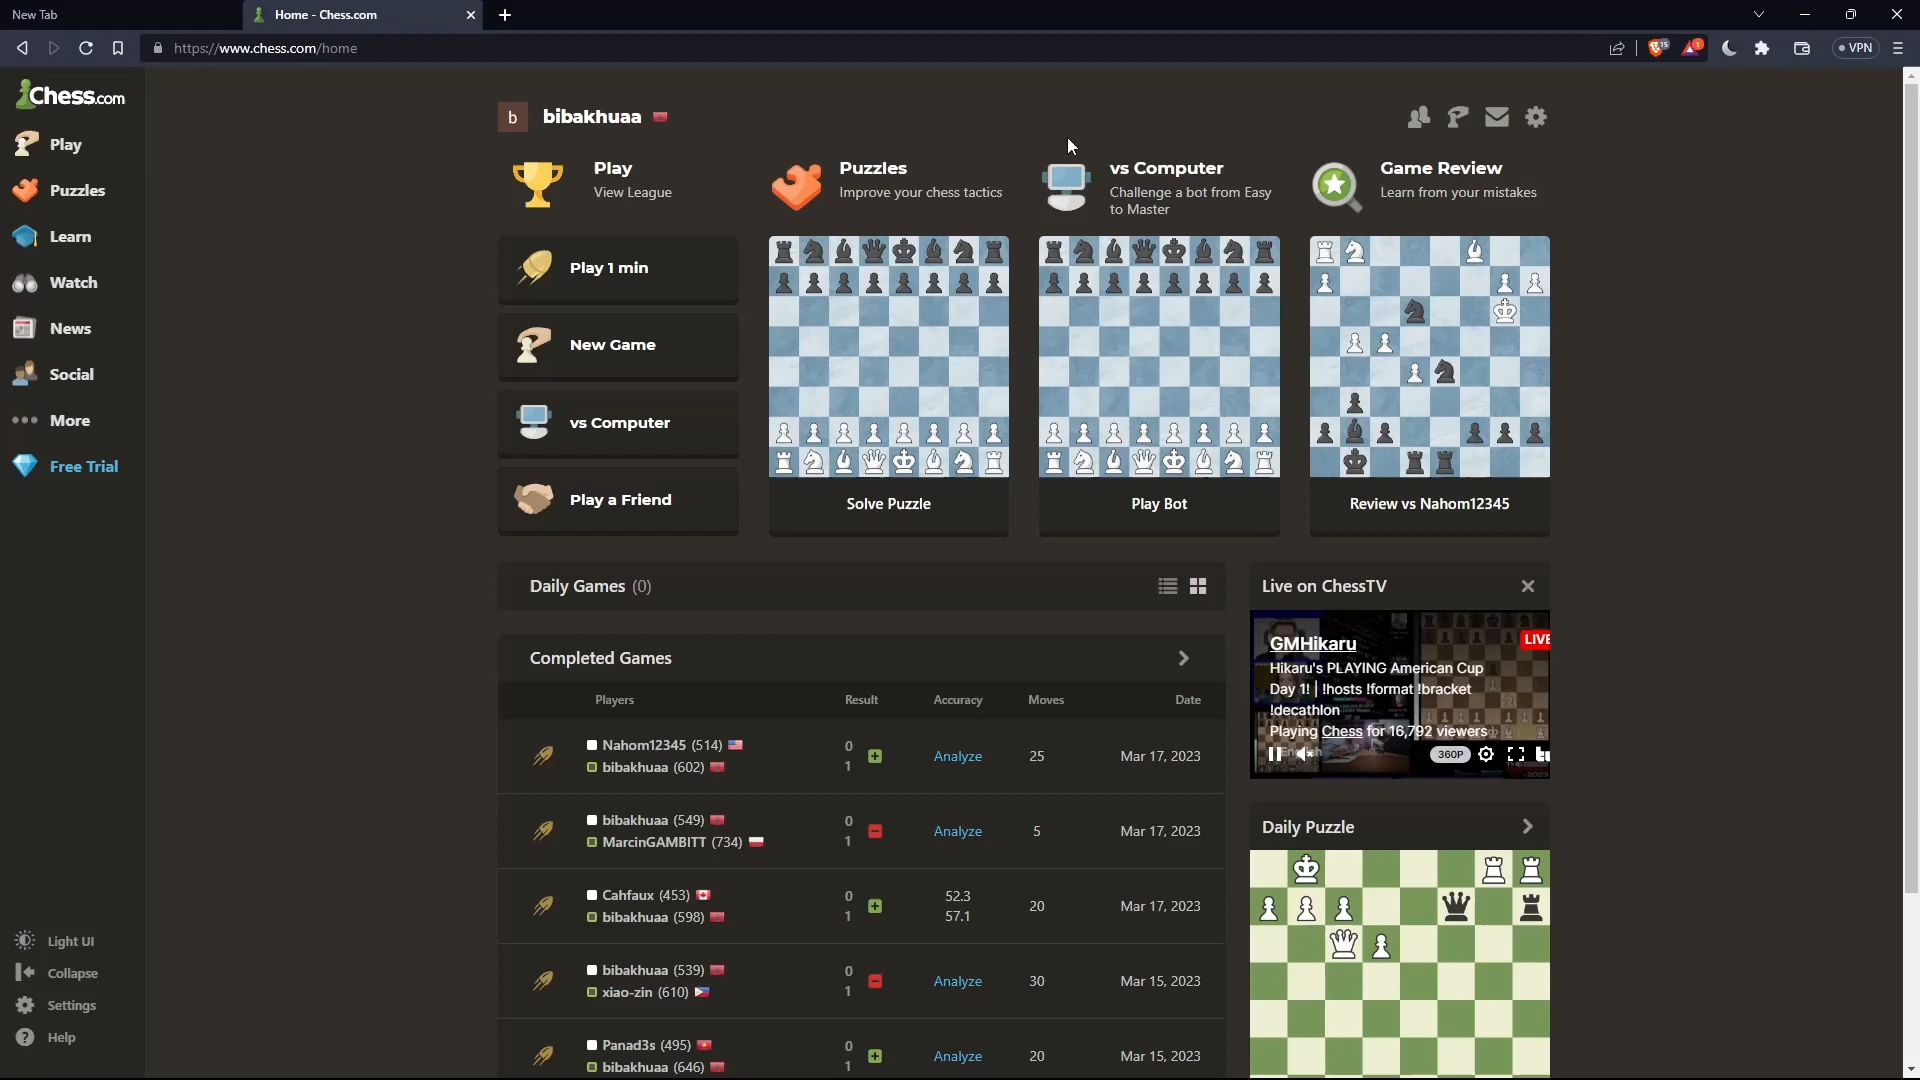 New Tab
Home - Chess.com
https://www.chess.com/home
15
1
VPN
Chess.com
Play
Puzzles
Learn
Watch
News
Social
More
Free Trial
Light UI
Collapse
Settings
Help
b
bibakhuaa
Play
View League
Puzzles
Improve your chess tactics
vs Computer
Challenge a bot from Easy
to Master
Game Review
Learn from your mistakes
Play 1 min
New Game
vs Computer
Play a Friend
Solve Puzzle
Play Bot
Review vs Nahom12345
Daily Games (0)
Completed Games
Players Result Accuracy Moves Date
Nahom12345 (514) 0
bibakhuaa (602) 1
Analyze 25 Mar 17, 2023
bibakhuaa (549) 0
MarcinGAMBITT (734) 1
Analyze 5 Mar 17, 2023
Cahfaux (453) 0 52.3
bibakhuaa (598) 1 57.1
20 Mar 17, 2023
bibakhuaa (539) 0
xiao-zin (610) 1
Analyze 30 Mar 15, 2023
Panad3s (495) 0
bibakhuaa (646) 1
Analyze 20 Mar 15, 2023
Live on ChessTV
GMHikaru
LIVE
Hikaru's PLAYING American Cup
Day 1! | !hosts !format !bracket
!decathlon
Playing Chess for 16,792 viewers
English
360P
Daily Puzzle